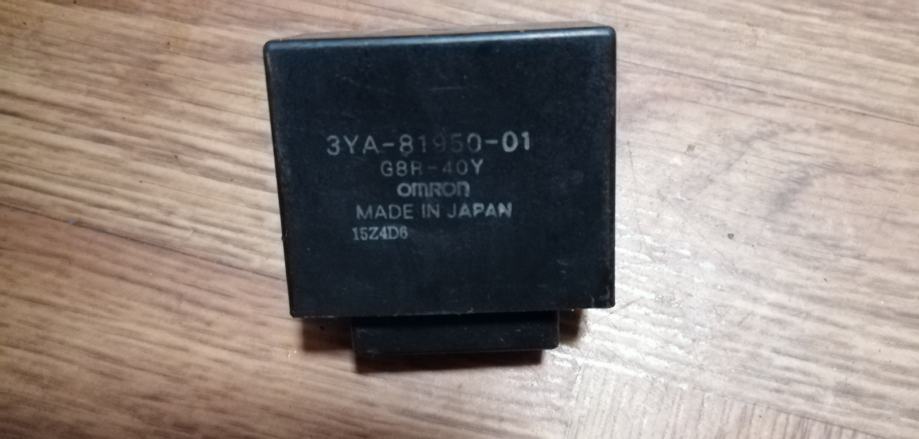 3YA-81950-01
G8R-40Y
OMRON
MADE IN JAPAN
15Z4D6